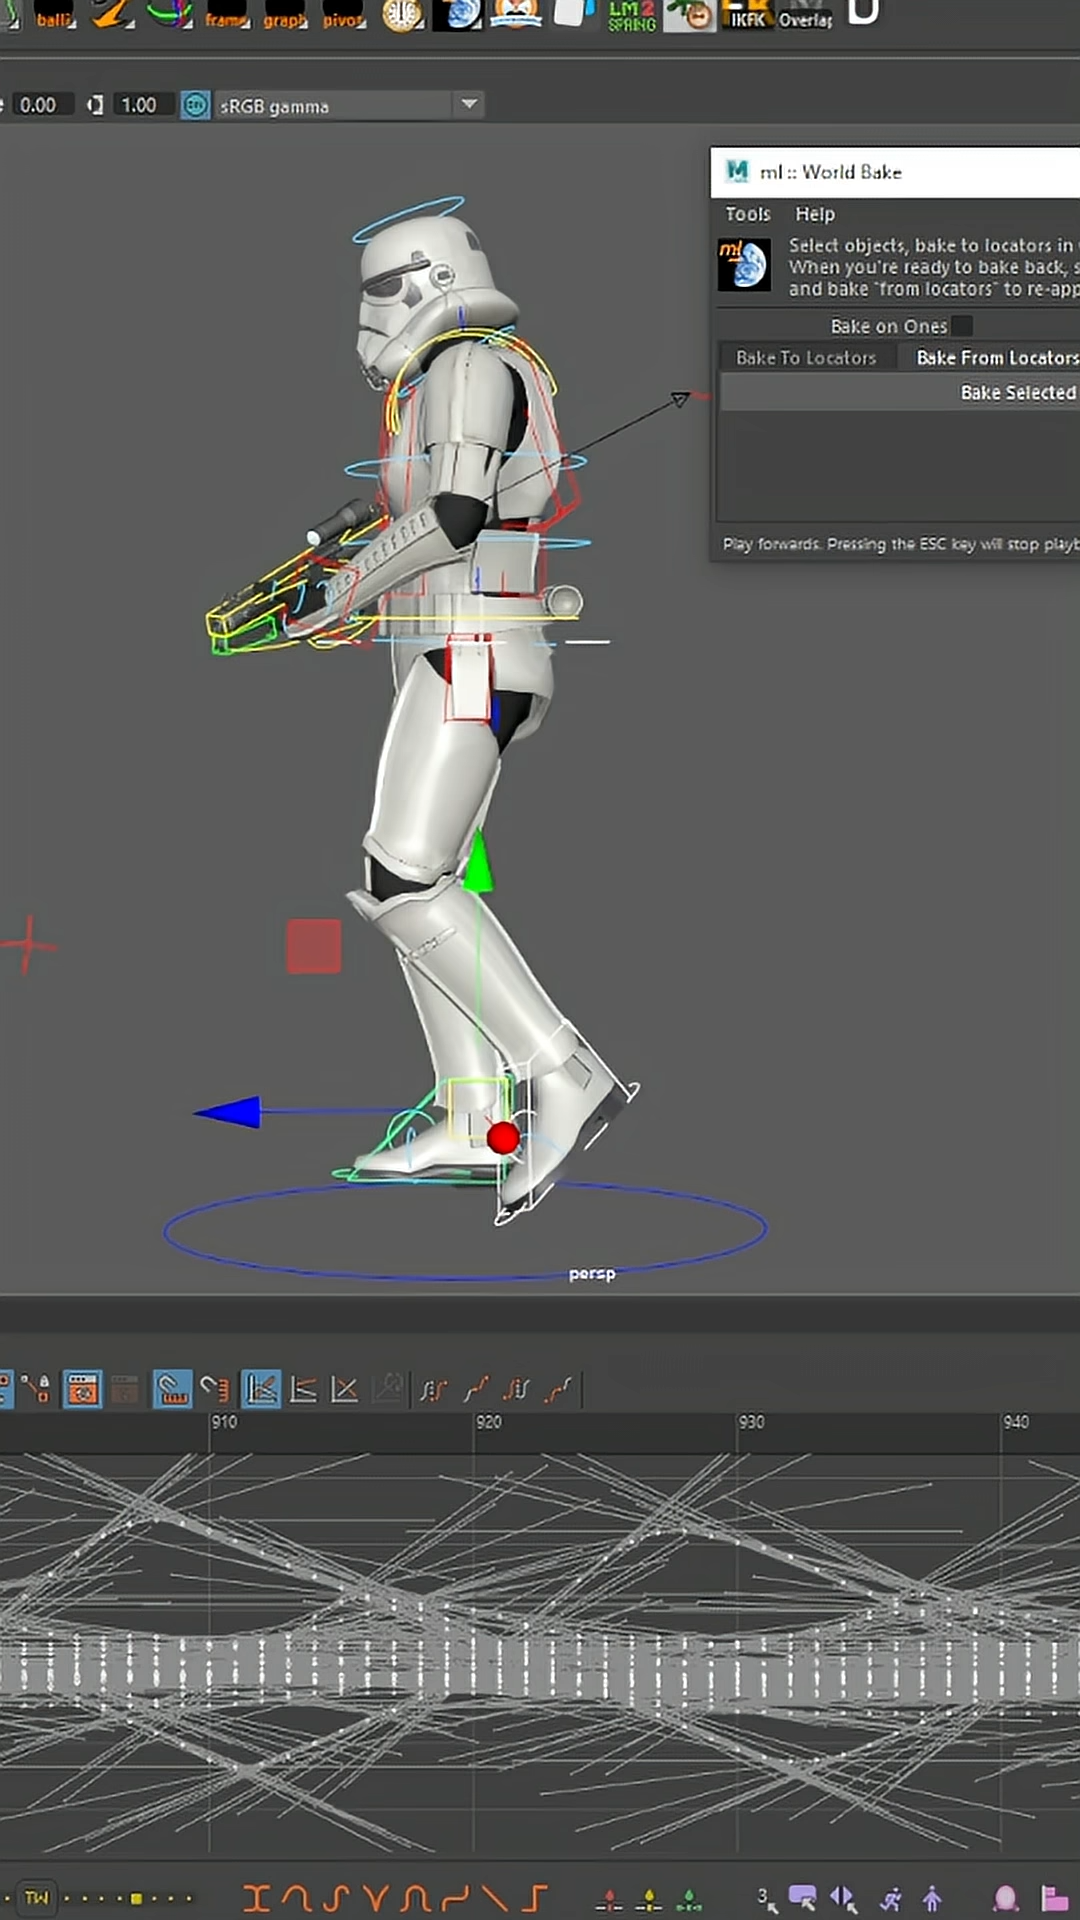 balli
frame
graph
pivot
LM2
SPRING
IKFK
Overlap
0.00
1.00
sRGB gamma
ml :: World Bake
Tools
Help
ml
Select objects, bake to locators in
When you're ready to bake back, s
and bake "from locators" to re-app
Bake on Ones
Bake To Locators
Bake From Locators
Bake Selected
Play forwards. Pressing the ESC key will stop playb
persp
910
920
930
940
TW
3